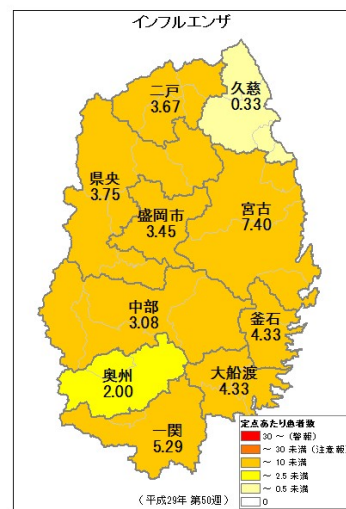 インフルエンザ
二戸
3.67
久慈
0.33
県央
3.75
盛岡市
3.45
宮古
7.40
中部
3.08
釜石
4.33
奥州
2.00
大船渡
4.33
一関
5.29
定点あたり患者数
30 ~ (警報)
~ 30 未満 (注意報)
~ 10 未満
~ 2.5 未満
~ 0.5 未満
0
(平成29年 第50週)